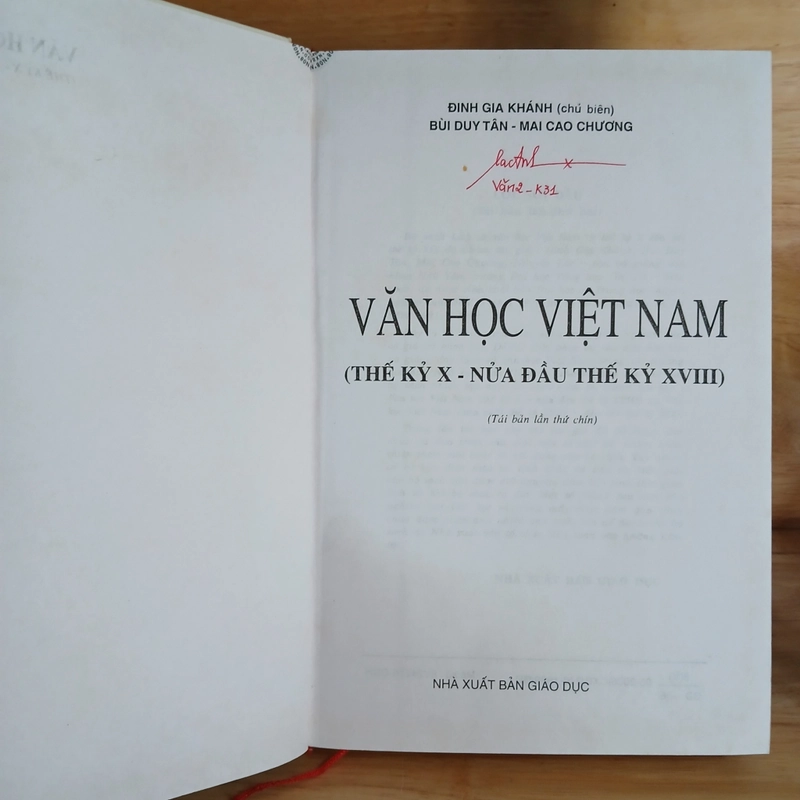 ĐINH GIA KHÁNH (chủ biên)
BÙI DUY TÂN - MAI CAO CHƯƠNG
Văn2-K31
VĂN HỌC VIỆT NAM
(THẾ KỶ X - NỬA ĐẦU THẾ KỶ XVIII)
(Tái bản lần thứ chín)
NHÀ XUẤT BẢN GIÁO DỤC